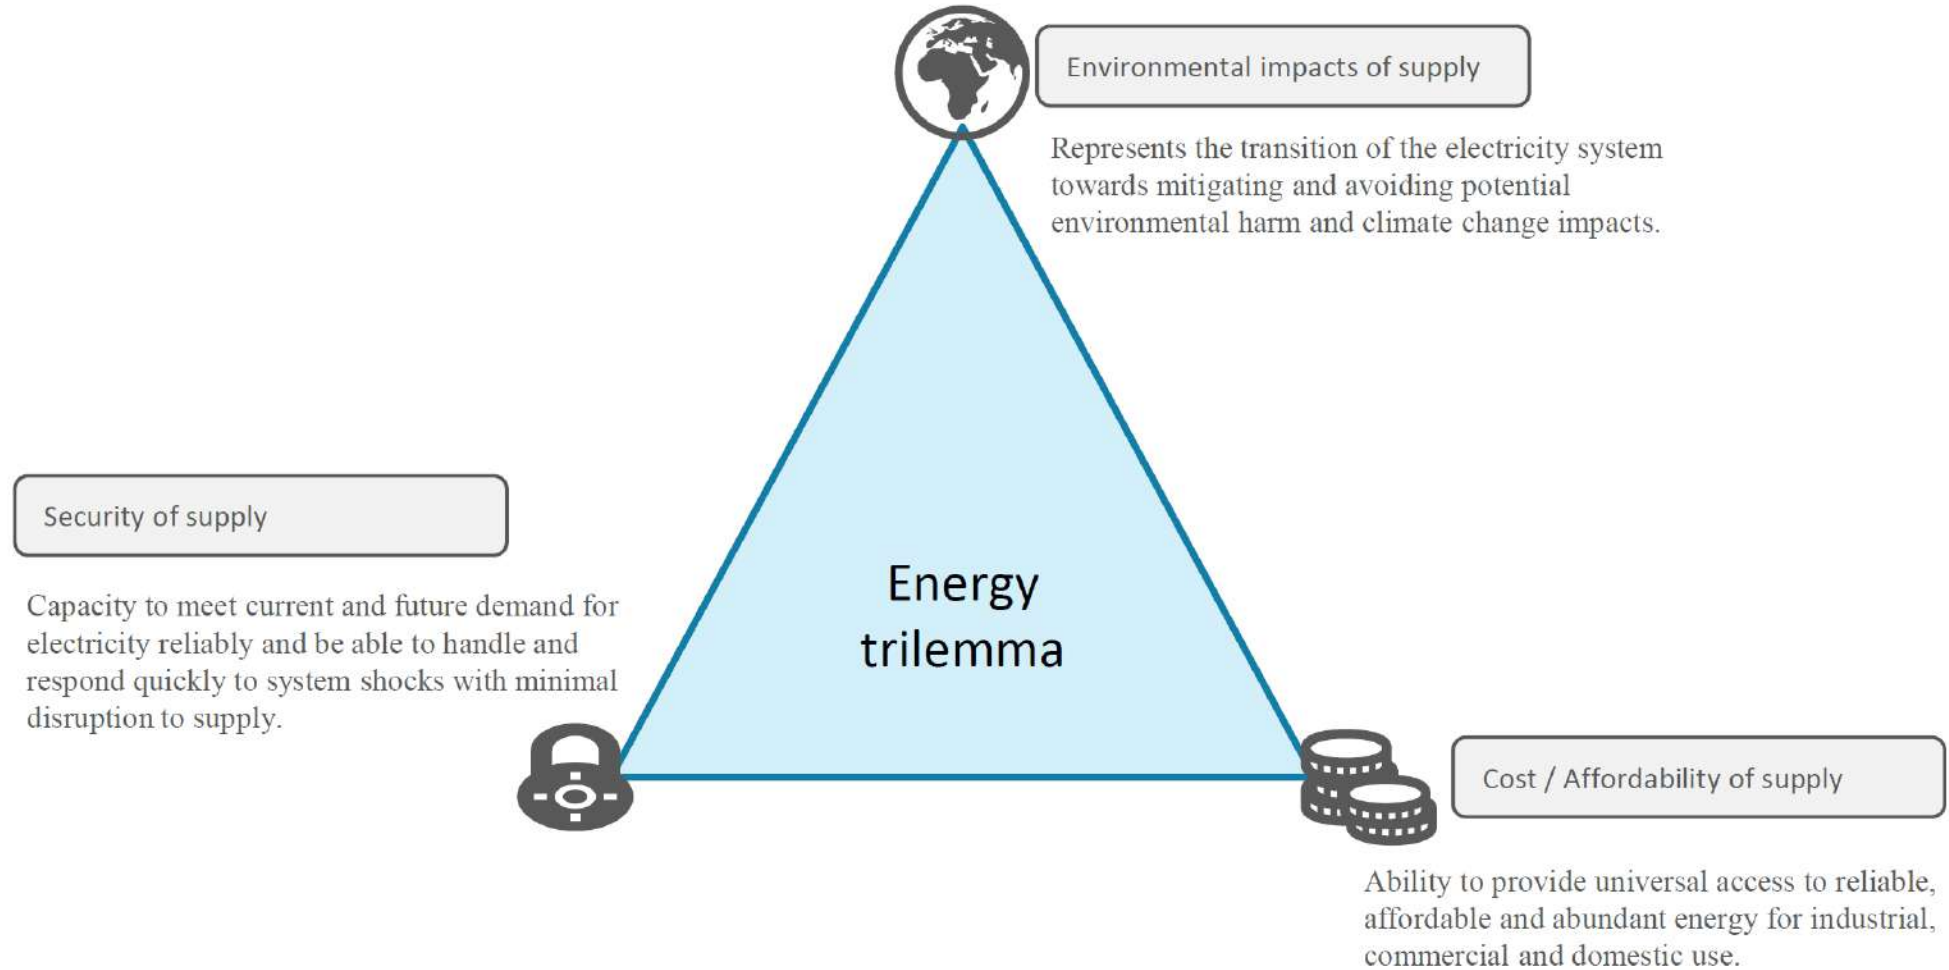 Environmental impacts of supply
Represents the transition of the electricity system
towards mitigating and avoiding potential
environmental harm and climate change impacts.
Security of supply
Capacity to meet current and future demand for
electricity reliably and be able to handle and
respond quickly to system shocks with minimal
disruption to supply.
Energy
trilemma
Cost / Affordability of supply
Ability to provide universal access to reliable,
affordable and abundant energy for industrial,
commercial and domestic use.